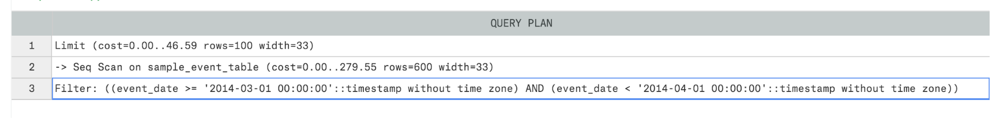 QUERY PLAN
1 Limit (cost=0.00..46.59 rows=100 width=33)
2 -> Seq Scan on sample_event_table (cost=0.00..279.55 rows=600 width=33)
3 Filter: ((event_date >= '2014-03-01 00:00:00'::timestamp without time zone) AND (event_date < '2014-04-01 00:00:00'::timestamp without time zone))